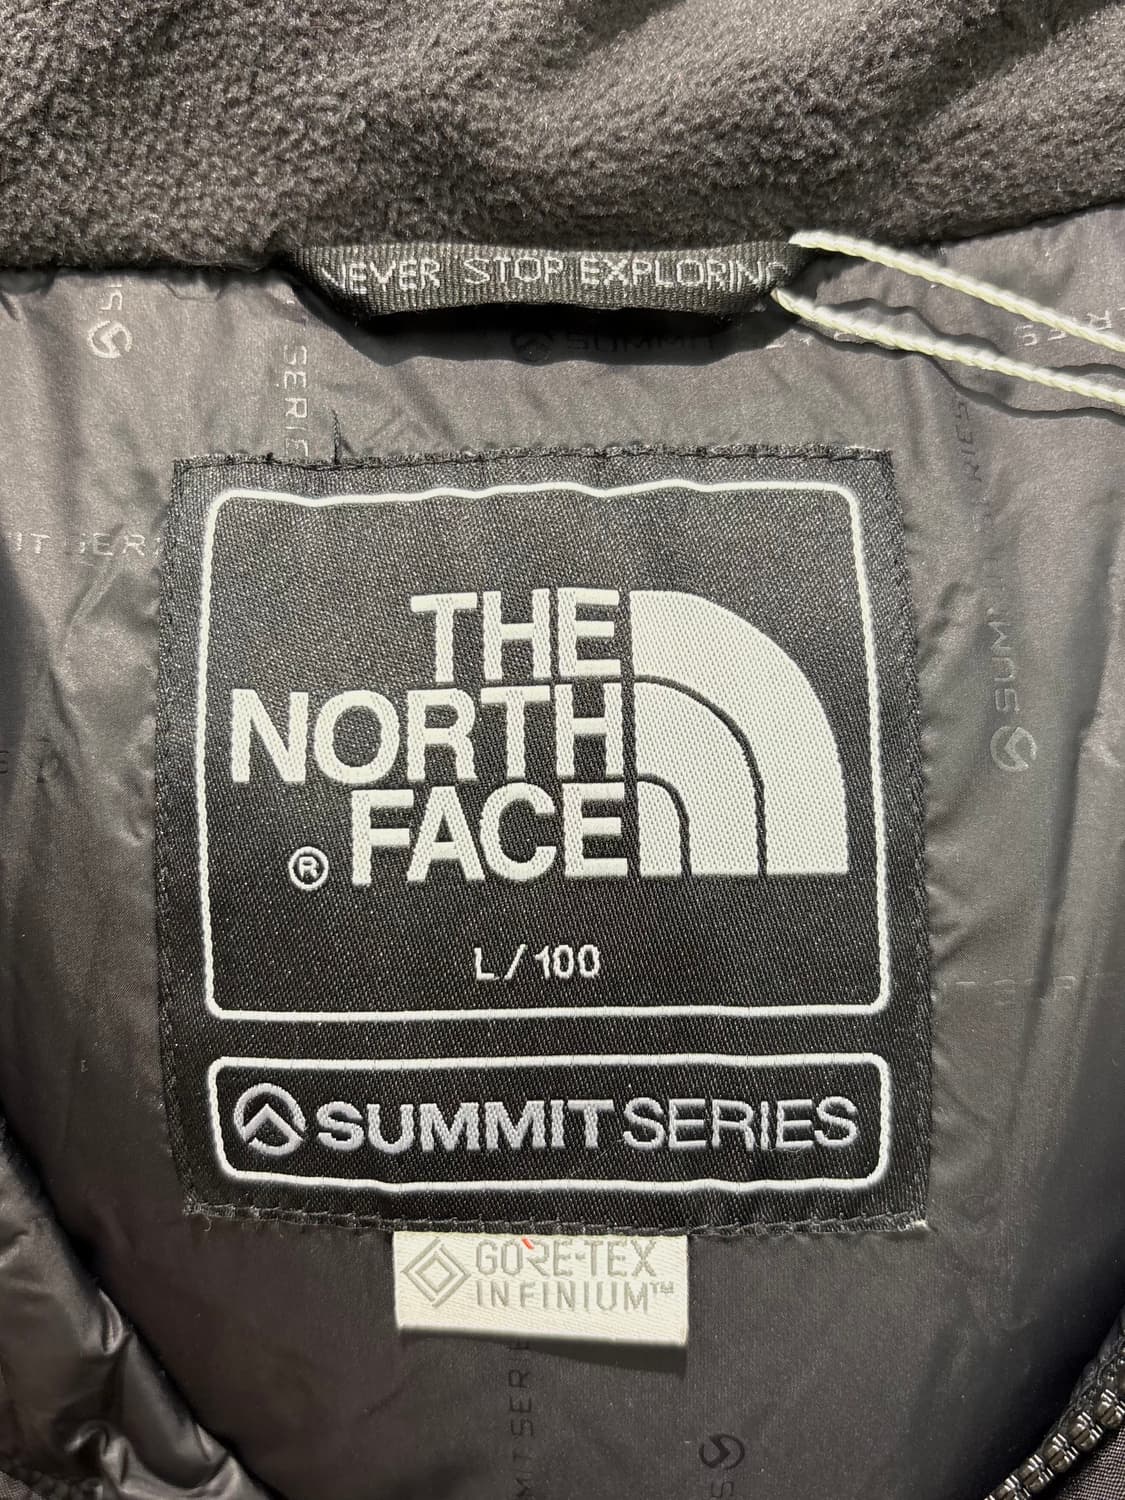 NEVER STOP EXPLORING
THE
NORTH
FACE
®
L/100
SUMMIT SERIES
GORE-TEX
INFINIUM™